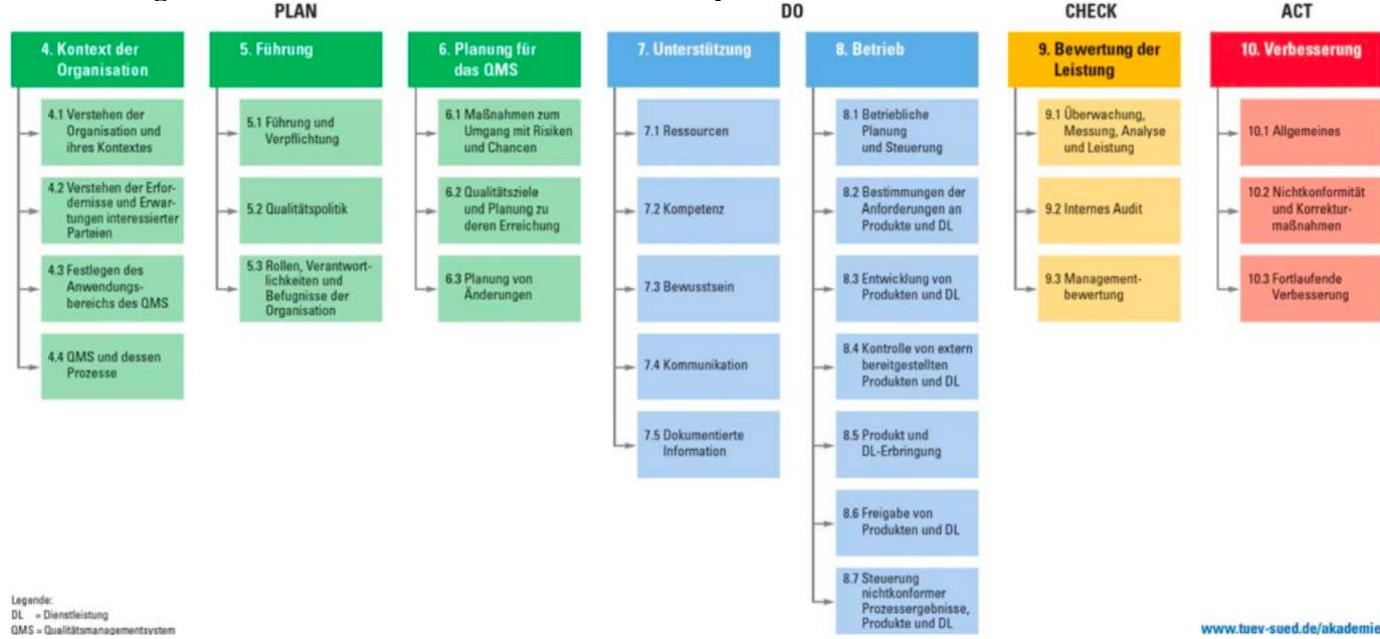 PLAN
DO
CHECK
ACT
4. Kontext der
Organisation
4.1 Verstehen der
Organisation und
ihres Kontextes
4.2 Verstehen der Erfor-
dernisse und Erwar-
tungen interessierter
Parteien
4.3 Festlegen des
Anwendungs-
bereichs des QMS
4.4 QMS und dessen
Prozesse
5. Führung
5.1 Führung und
Verpflichtung
5.2 Qualitätspolitik
5.3 Rollen, Verantwort-
lichkeiten und
Befugnisse der
Organisation
6. Planung für
das QMS
6.1 Maßnahmen zum
Umgang mit Risiken
und Chancen
6.2 Qualitätsziele
und Planung zu
deren Erreichung
6.3 Planung von
Änderungen
7. Unterstützung
7.1 Ressourcen
7.2 Kompetenz
7.3 Bewusstsein
7.4 Kommunikation
7.5 Dokumentierte
Information
8. Betrieb
8.1 Betriebliche
Planung
und Steuerung
8.2 Bestimmungen der
Anforderungen an
Produkte und DL
8.3 Entwicklung von
Produkten und DL
8.4 Kontrolle von extern
bereitgestellten
Produkten und DL
8.5 Produkt und
DL-Erbringung
8.6 Freigabe von
Produkten und DL
8.7 Steuerung
nichtkonformer
Prozessergebnisse,
Produkte und DL
9. Bewertung der
Leistung
9.1 Überwachung,
Messung, Analyse
und Leistung
9.2 Internes Audit
9.3 Management-
bewertung
10. Verbesserung
10.1 Allgemeines
10.2 Nichtkonformität
und Korrektur-
maßnahmen
10.3 Fortlaufende
Verbesserung
Legende:
DL = Dienstleistung
QMS = Qualitätsmanagementsystem
www.tuev-sued.de/akademie